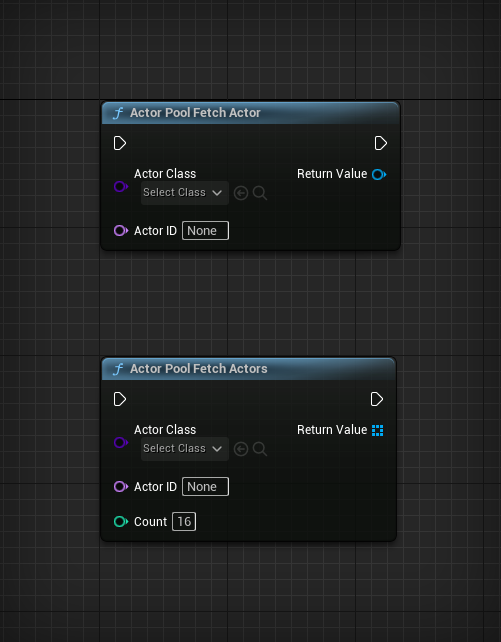 f Actor Pool Fetch Actor
Actor Class
Return Value
Select Class
Actor ID None
f Actor Pool Fetch Actors
Actor Class
Return Value
Select Class
Actor ID None
Count 16